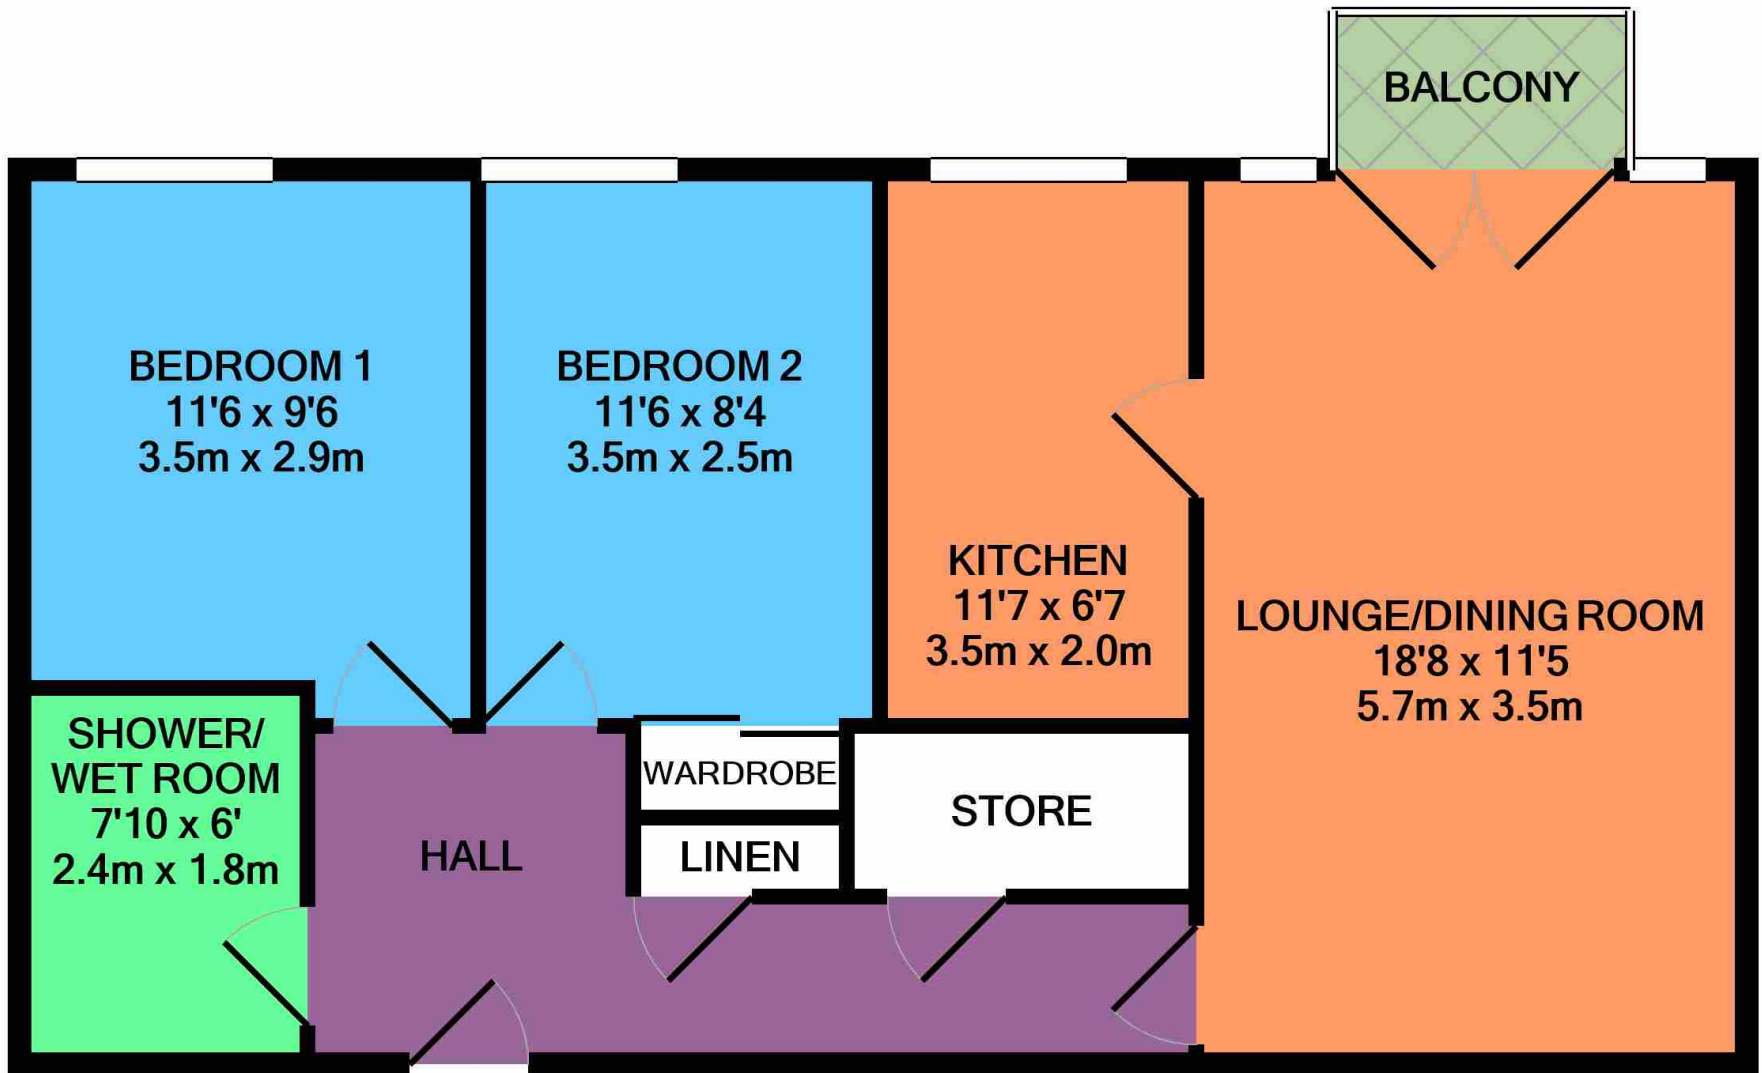 BALCONY
BEDROOM 1
11'6 x 9'6
3.5m x 2.9m
BEDROOM 2
11'6 x 8'4
3.5m x 2.5m
KITCHEN
11'7 x 6'7
3.5m x 2.0m
LOUNGE/DINING ROOM
18'8 x 11'5
5.7m x 3.5m
SHOWER/
WET ROOM
7'10 x 6'
2.4m x 1.8m
HALL
WARDROBE
LINEN
STORE